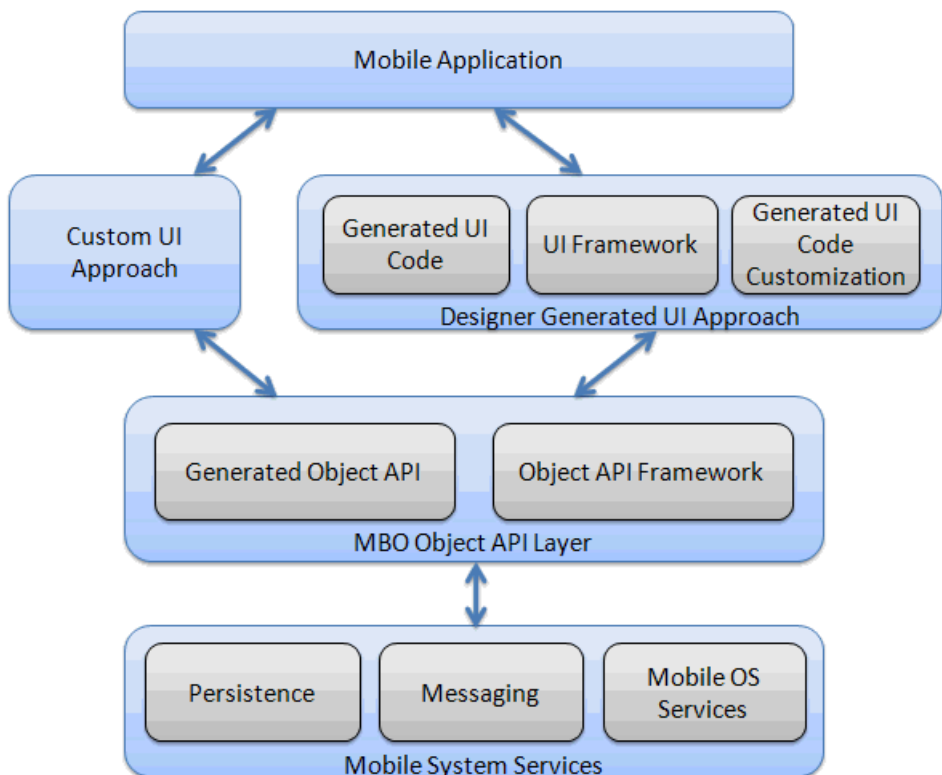 Mobile Application
Custom UI
Approach
Generated UI
Code
UI Framework
Generated UI
Code
Customization
Designer Generated UI Approach
Generated Object API
Object API Framework
MBO Object API Layer
Persistence
Messaging
Mobile OS
Services
Mobile System Services